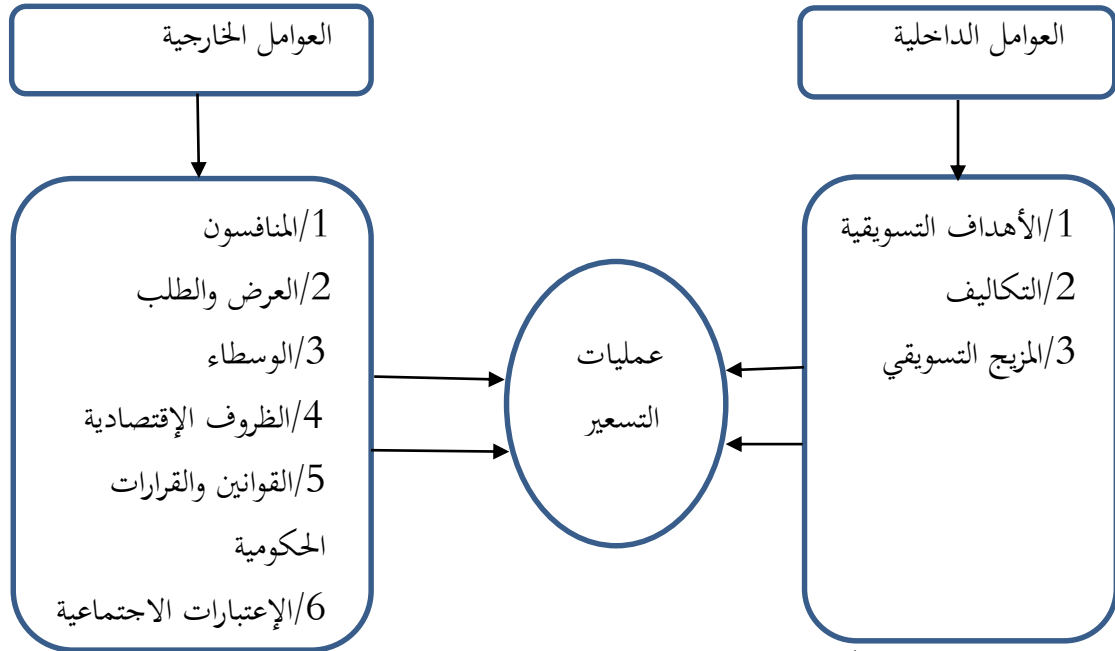 العوامل الداخلية
1/الأهداف التسويقية
2/التكاليف
3/المزيج التسويقي
عمليات
التسعير
العوامل الخارجية
1/المنافسون
2/العرض والطلب
3/الوسطاء
4/الظروف الإقتصادية
5/القوانين والقرارات
الحكومية
6/الإعتبارات الاجتماعية